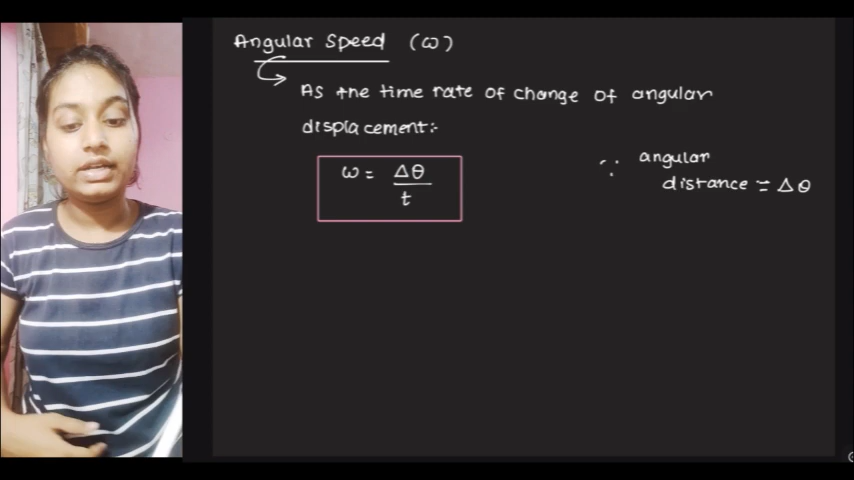 Angular Speed (ω)
As the time rate of change of angular
displacement:-
ω = Δθ / t
∵ angular
distance = Δθ